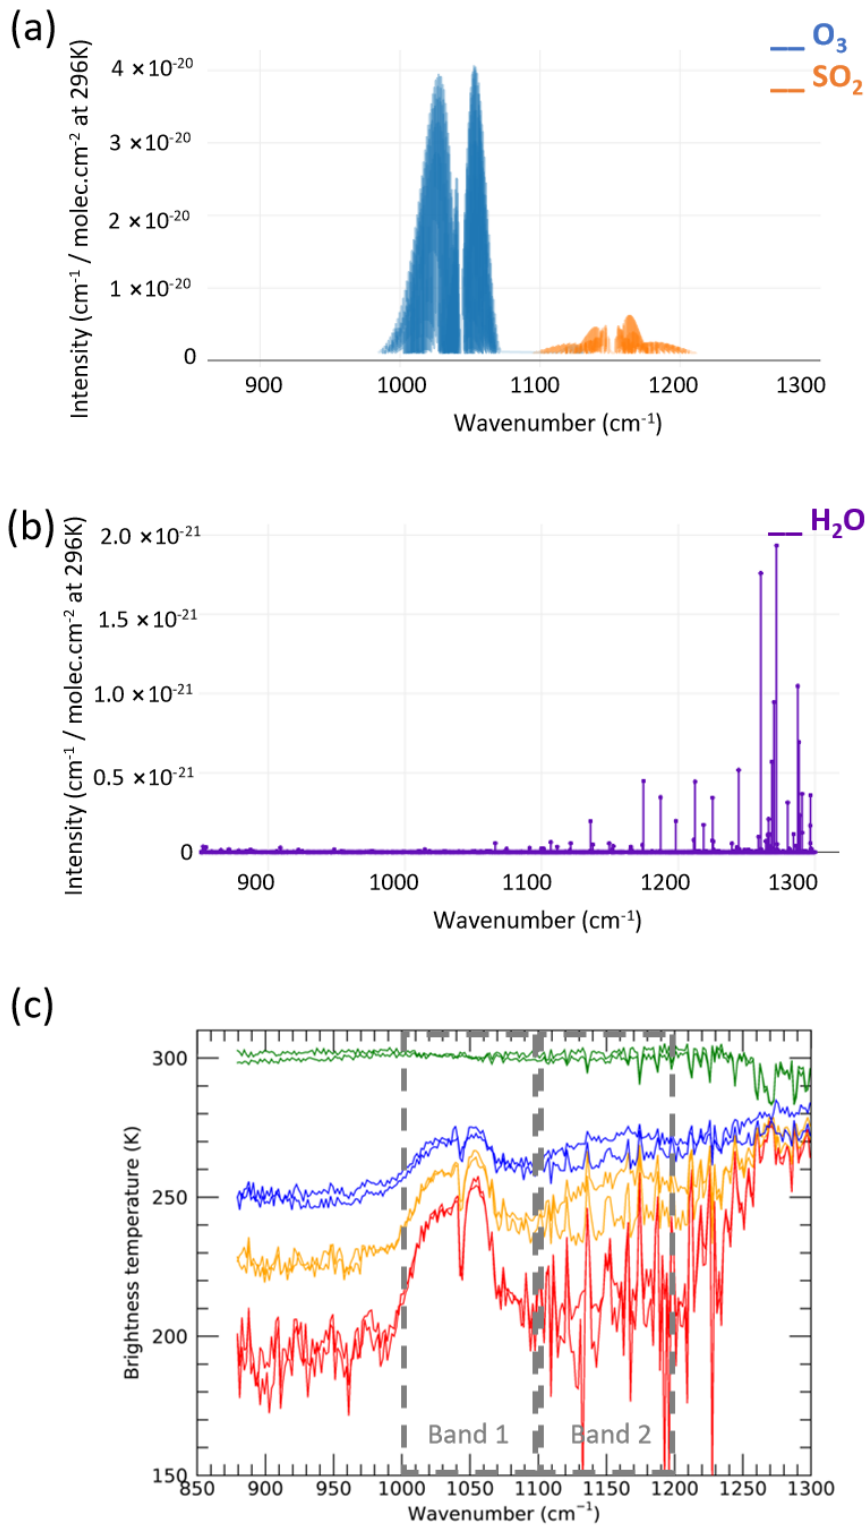 (a)
O3
SO2
Intensity (cm-1 / molec.cm-2 at 296K)
4 ×10-20
3 ×10-20
2 ×10-20
1 ×10-20
0
900 1000 1100 1200 1300
Wavenumber (cm-1)
(b)
H2O
Intensity (cm-1 / molec.cm-2 at 296K)
2.0 ×10-21
1.5 ×10-21
1.0 ×10-21
0.5 ×10-21
0
900 1000 1100 1200 1300
Wavenumber (cm-1)
(c)
Brightness temperature (K)
300
250
200
150
Band 1 Band 2
850 900 950 1000 1050 1100 1150 1200 1250 1300
Wavenumber (cm−1)